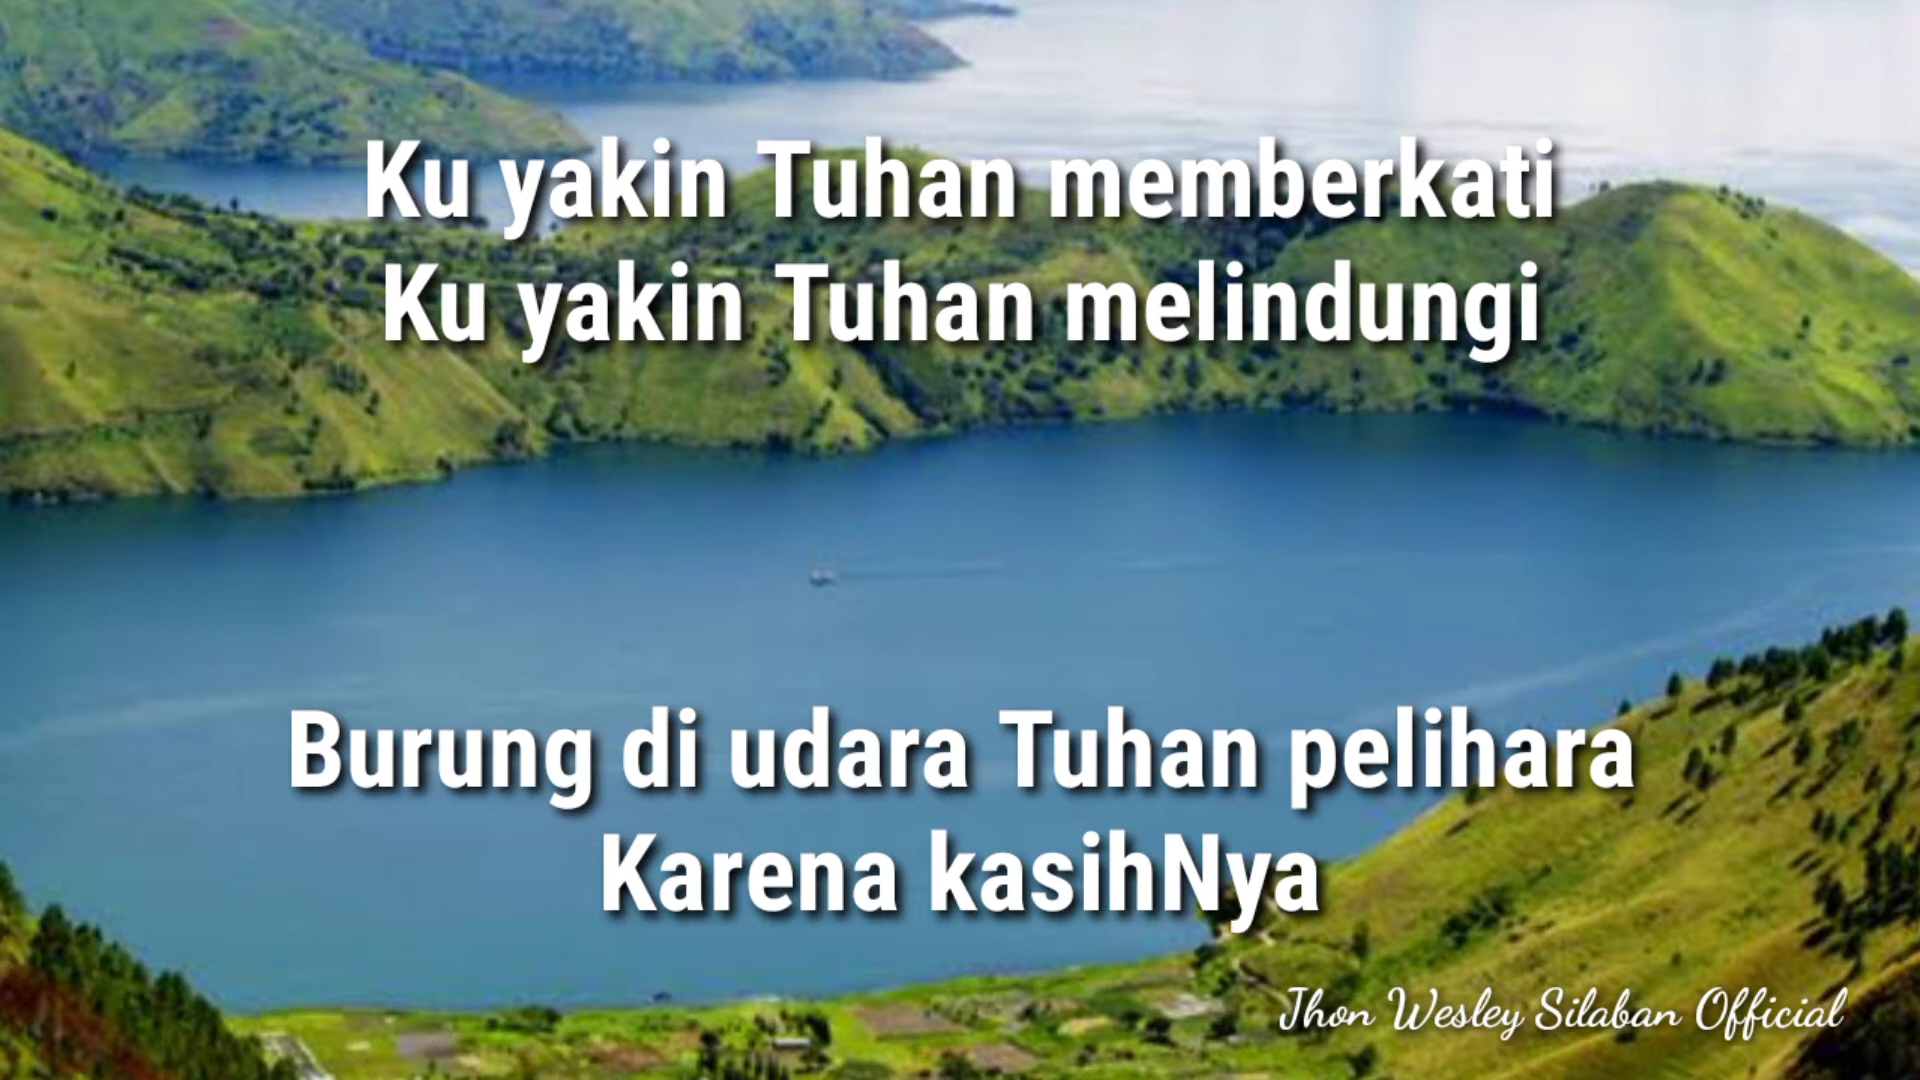 Ku yakin Tuhan memberkati
Ku yakin Tuhan melindungi
Burung di udara Tuhan pelihara
Karena kasihNya
Jhon Wesley Silaban Official